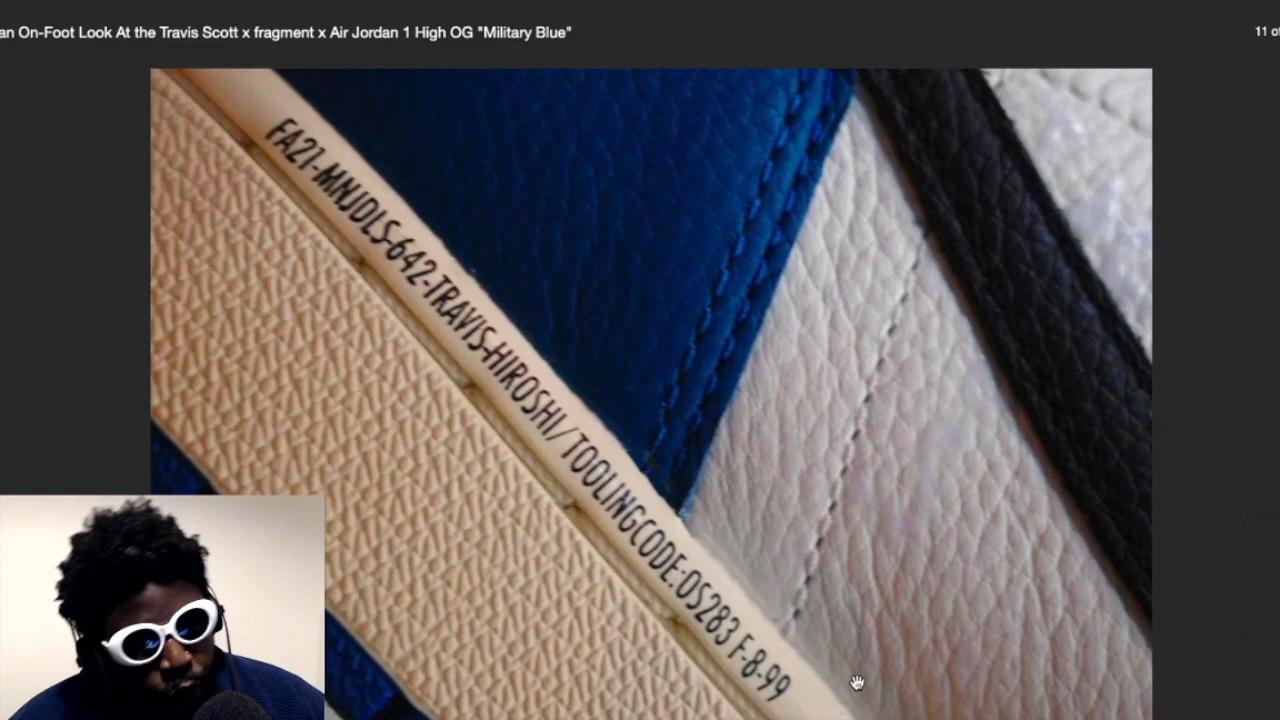 an On-Foot Look At the Travis Scott x fragment x Air Jordan 1 High OG "Military Blue"
11 of
FA21-MNJDLS-642-TRAVIS-HIROSHI/ TOOLINGCODE:OS283 F-8-99